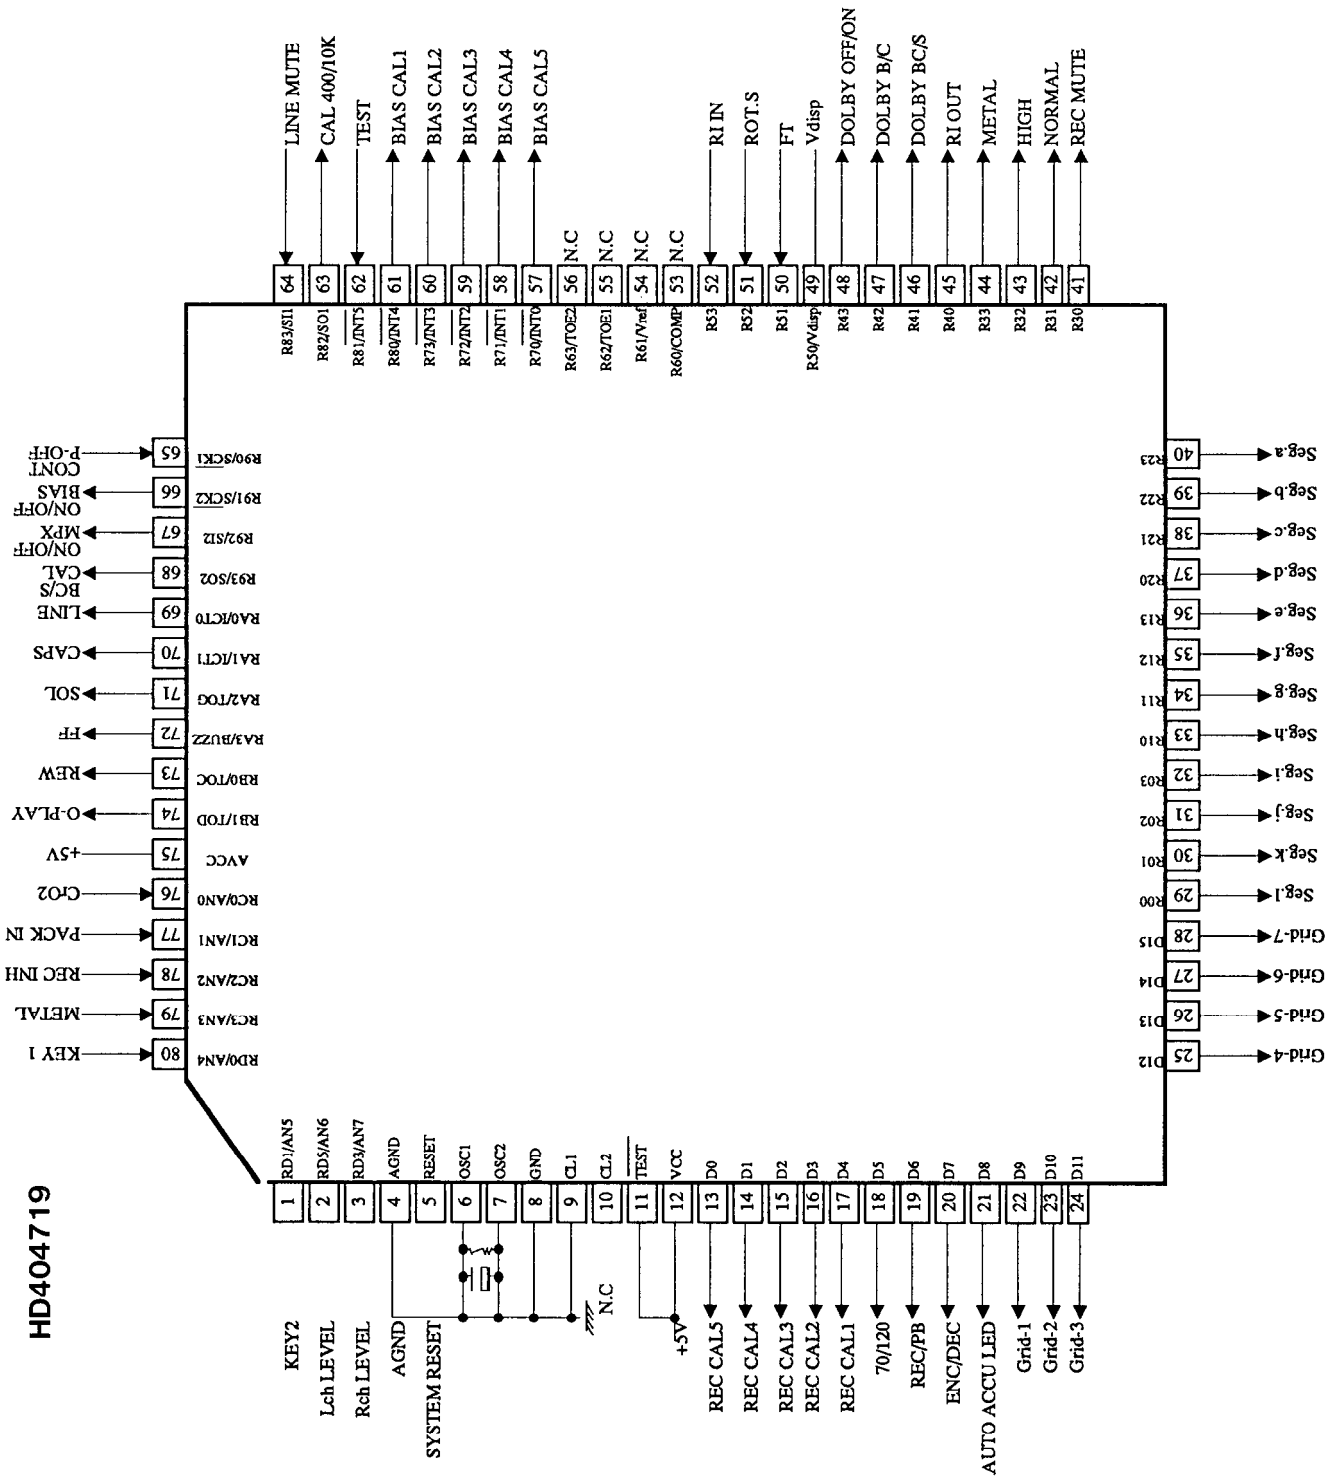 HD404719
LINE MUTE
CAL 400/10K
TEST
BIAS CAL1
BIAS CAL2
BIAS CAL3
BIAS CAL4
BIAS CAL5
N.C
N.C
N.C
N.C
RI IN
ROT.S
FT
Vdisp
DOLBY OFF/ON
DOLBY B/C
DOLBY BC/S
RI OUT
METAL
HIGH
NORMAL
REC MUTE
64
63
62
61
60
59
58
57
56
55
54
53
52
51
50
49
48
47
46
45
44
43
42
41
R83/SI1
R82/SO1
R81/INT5
R80/INT4
R73/INT3
R72/INT2
R71/INT1
R70/INT0
R63/TOE2
R62/TOE1
R61/Vref
R60/COMP
R53
R52
R51
R50/Vdisp
R43
R42
R41
R40
R33
R32
R31
R30
P-OFF
65
R90/SCK1
CONT
BIAS
66
R91/SCK2
ON/OFF
MPX
67
R92/SI2
ON/OFF
CAL
68
R93/SO2
BC/S
LINE
69
RA0/ICT0
CAPS
70
RA1/ICT1
SOL
71
RA2/TOG
FF
72
RA3/BUZZ
REW
73
RB0/TOC
O-PLAY
74
RB1/TOD
+5V
75
AVCC
CrO2
76
RC0/AN0
PACK IN
77
RC1/AN1
REC INH
78
RC2/AN2
METAL
79
RC3/AN3
KEY 1
80
RD0/AN4
R23
40
Seg.a
R22
39
Seg.b
R21
38
Seg.c
R20
37
Seg.d
R13
36
Seg.e
R12
35
Seg.f
R11
34
Seg.g
R10
33
Seg.h
R03
32
Seg.i
R02
31
Seg.j
R01
30
Seg.k
R00
29
Seg.l
D15
28
Grid-7
D14
27
Grid-6
D13
26
Grid-5
D12
25
Grid-4
RD1/AN5
RD5/AN6
RD3/AN7
AGND
RESET
OSC1
OSC2
GND
CL1
CL2
TEST
VCC
D0
D1
D2
D3
D4
D5
D6
D7
D8
D9
D10
D11
1
2
3
4
5
6
7
8
9
10
11
12
13
14
15
16
17
18
19
20
21
22
23
24
KEY2
Lch LEVEL
Rch LEVEL
AGND
SYSTEM RESET
N.C
+5V
REC CAL5
REC CAL4
REC CAL3
REC CAL2
REC CAL1
70/120
REC/PB
ENC/DEC
AUTO ACCU LED
Grid-1
Grid-2
Grid-3